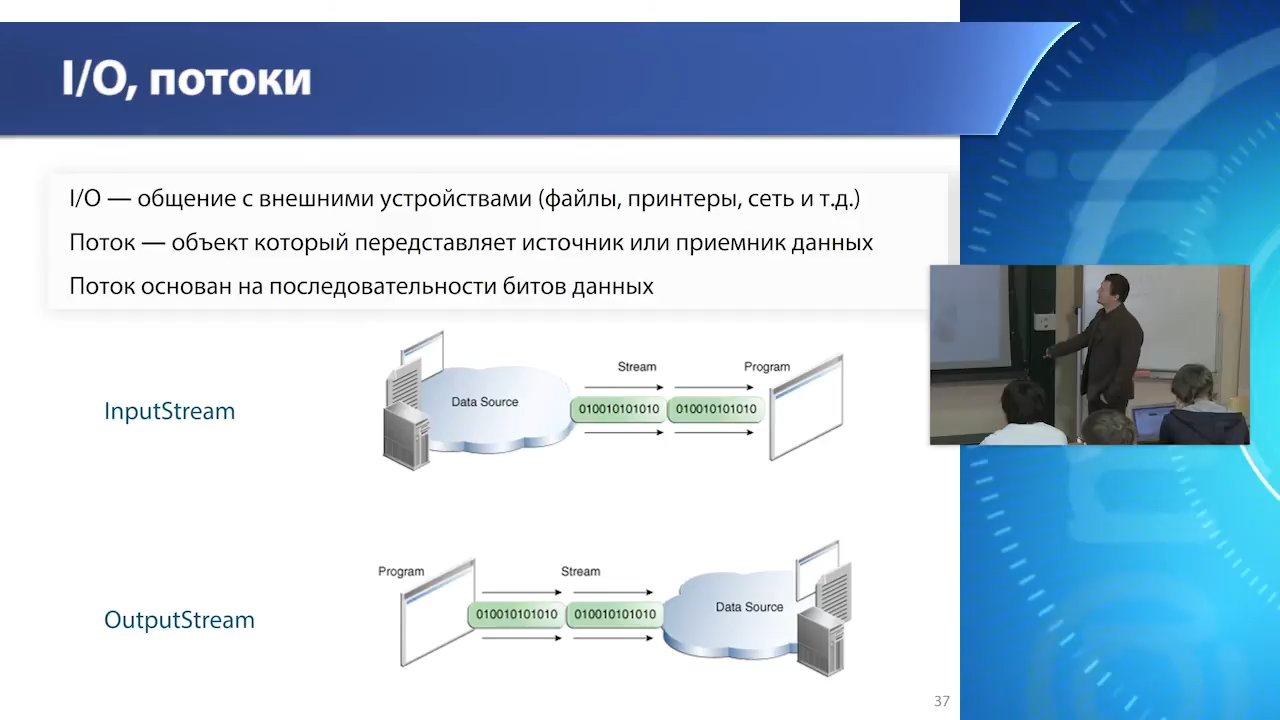 I/O, потоки
I/O — общение с внешними устройствами (файлы, принтеры, сеть и т.д.)
Поток — объект который передставляет источник или приемник данных
Поток основан на последовательности битов данных
InputStream
Data Source
Stream
Program
010010101010
010010101010
OutputStream
Program
Stream
010010101010
010010101010
Data Source
37